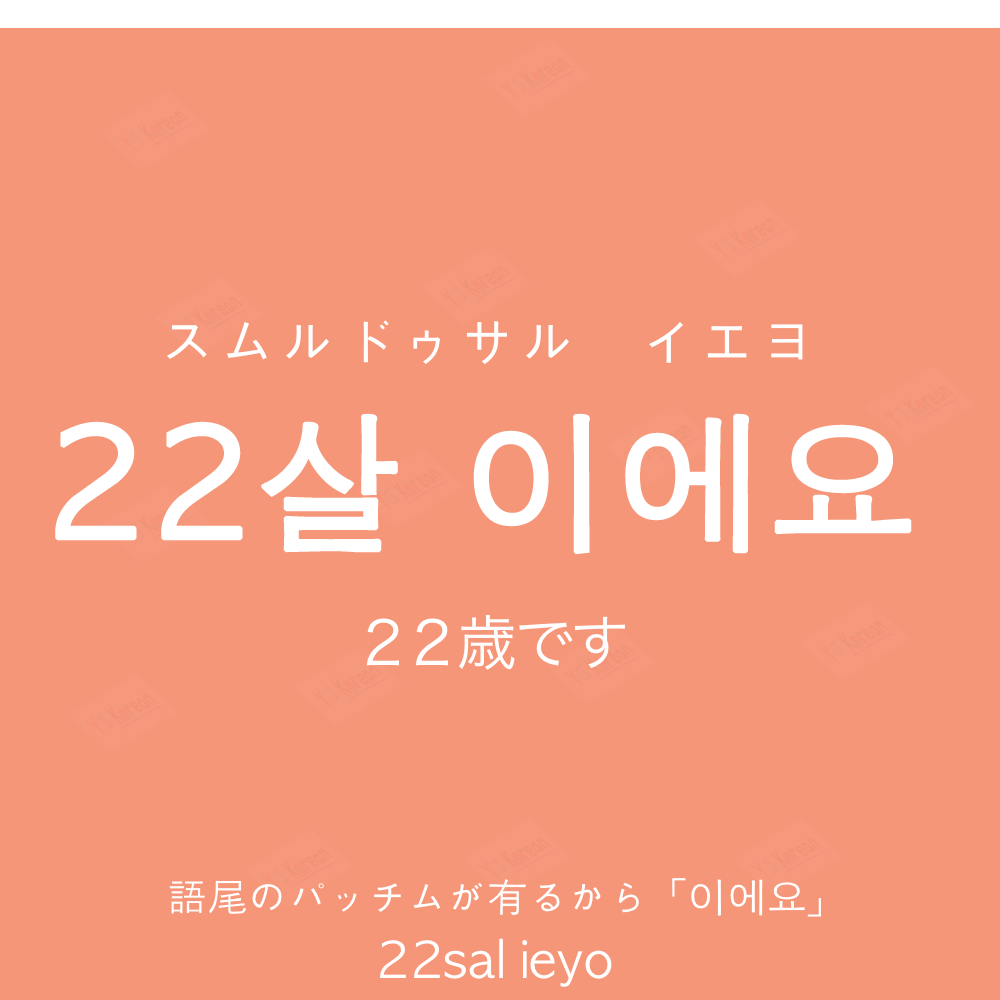 スムルドゥサル　イエヨ
22살 이에요
２２歳です
語尾のパッチムが有るから「이에요」
22sal ieyo